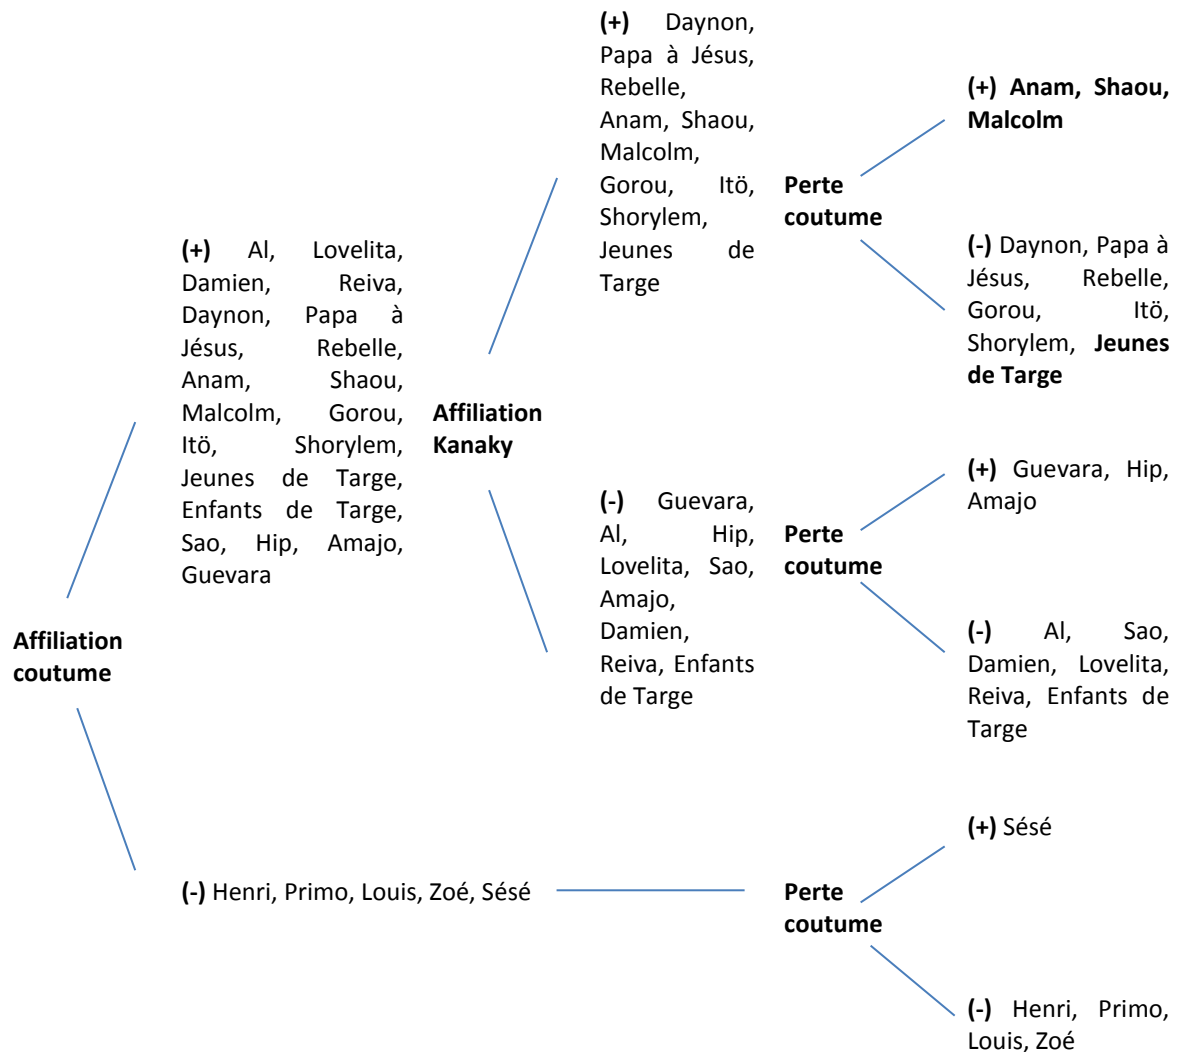 Affiliation
coutume
(+) Al, Lovelita,
Damien, Reiva,
Daynon, Papa à
Jésus, Rebelle,
Anam, Shaou,
Malcolm, Gorou,
Itö, Shorylem,
Jeunes de Targe,
Enfants de Targe,
Sao, Hip, Amajo,
Guevara
(-) Henri, Primo, Louis, Zoé, Sésé
Affiliation
Kanaky
(+) Daynon,
Papa à Jésus,
Rebelle,
Anam, Shaou,
Malcolm,
Gorou, Itö,
Shorylem,
Jeunes de
Targe
(-) Guevara,
Al, Hip,
Lovelita, Sao,
Amajo,
Damien,
Reiva, Enfants
de Targe
Perte
coutume
(+) Anam, Shaou,
Malcolm
(-) Daynon, Papa à
Jésus, Rebelle,
Gorou, Itö,
Shorylem, Jeunes
de Targe
Perte
coutume
(+) Guevara, Hip,
Amajo
(-) Al, Sao,
Damien, Lovelita,
Reiva, Enfants de
Targe
Perte
coutume
(+) Sésé
(-) Henri, Primo,
Louis, Zoé